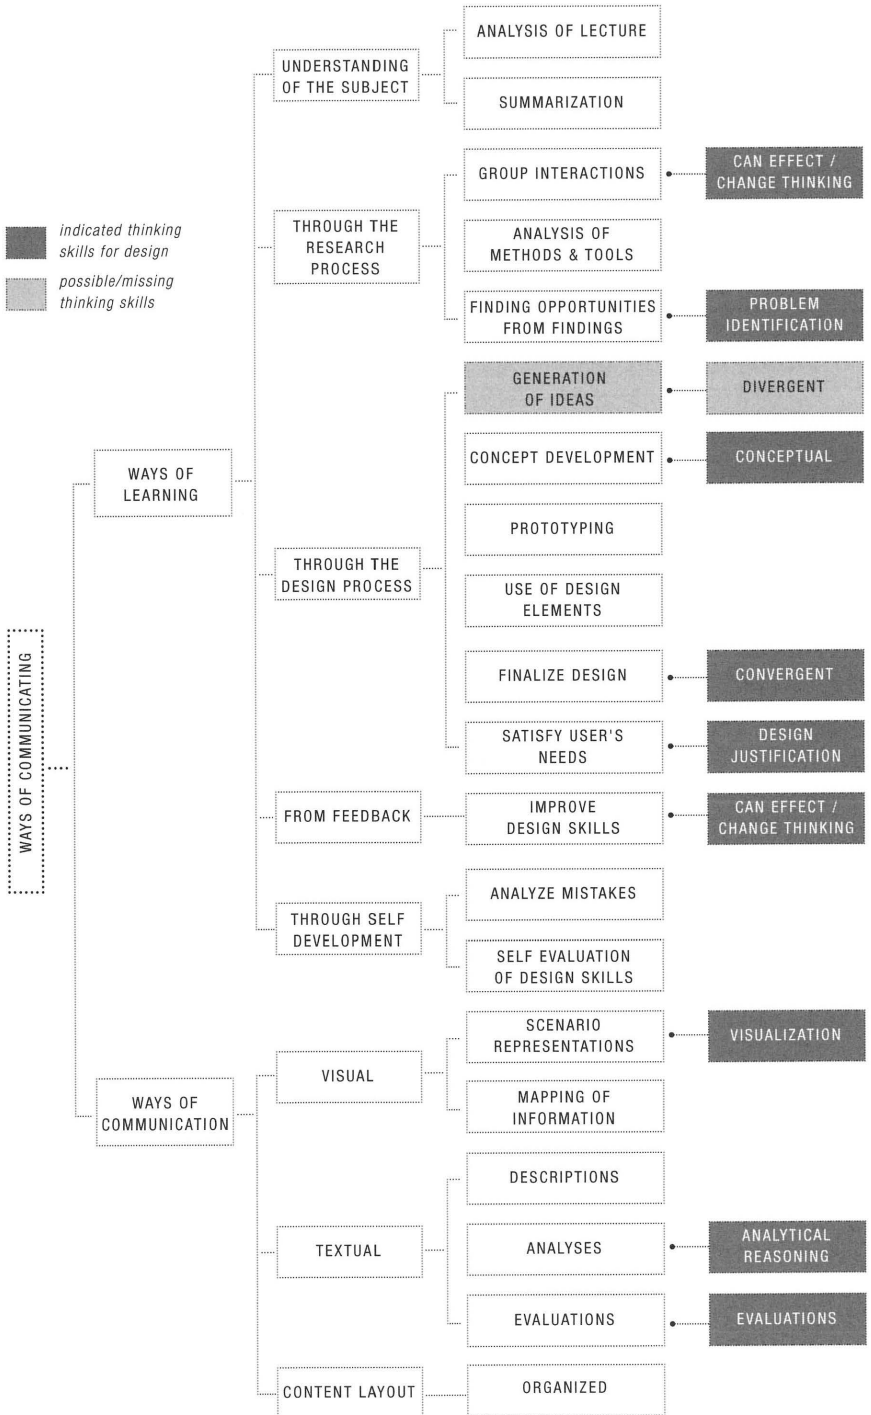 ANALYSIS OF LECTURE
UNDERSTANDING
OF THE SUBJECT
SUMMARIZATION
GROUP INTERACTIONS
CAN EFFECT /
CHANGE THINKING
indicated thinking
skills for design
possible/missing
thinking skills
THROUGH THE
RESEARCH
PROCESS
ANALYSIS OF
METHODS & TOOLS
FINDING OPPORTUNITIES
FROM FINDINGS
PROBLEM
IDENTIFICATION
GENERATION
OF IDEAS
DIVERGENT
WAYS OF
LEARNING
CONCEPT DEVELOPMENT
CONCEPTUAL
PROTOTYPING
THROUGH THE
DESIGN PROCESS
USE OF DESIGN
ELEMENTS
FINALIZE DESIGN
CONVERGENT
SATISFY USER'S
NEEDS
DESIGN
JUSTIFICATION
WAYS OF COMMUNICATING
FROM FEEDBACK
IMPROVE
DESIGN SKILLS
CAN EFFECT /
CHANGE THINKING
ANALYZE MISTAKES
THROUGH SELF
DEVELOPMENT
SELF EVALUATION
OF DESIGN SKILLS
SCENARIO
REPRESENTATIONS
VISUALIZATION
VISUAL
MAPPING OF
INFORMATION
WAYS OF
COMMUNICATION
DESCRIPTIONS
TEXTUAL
ANALYSES
ANALYTICAL
REASONING
EVALUATIONS
EVALUATIONS
CONTENT LAYOUT
ORGANIZED